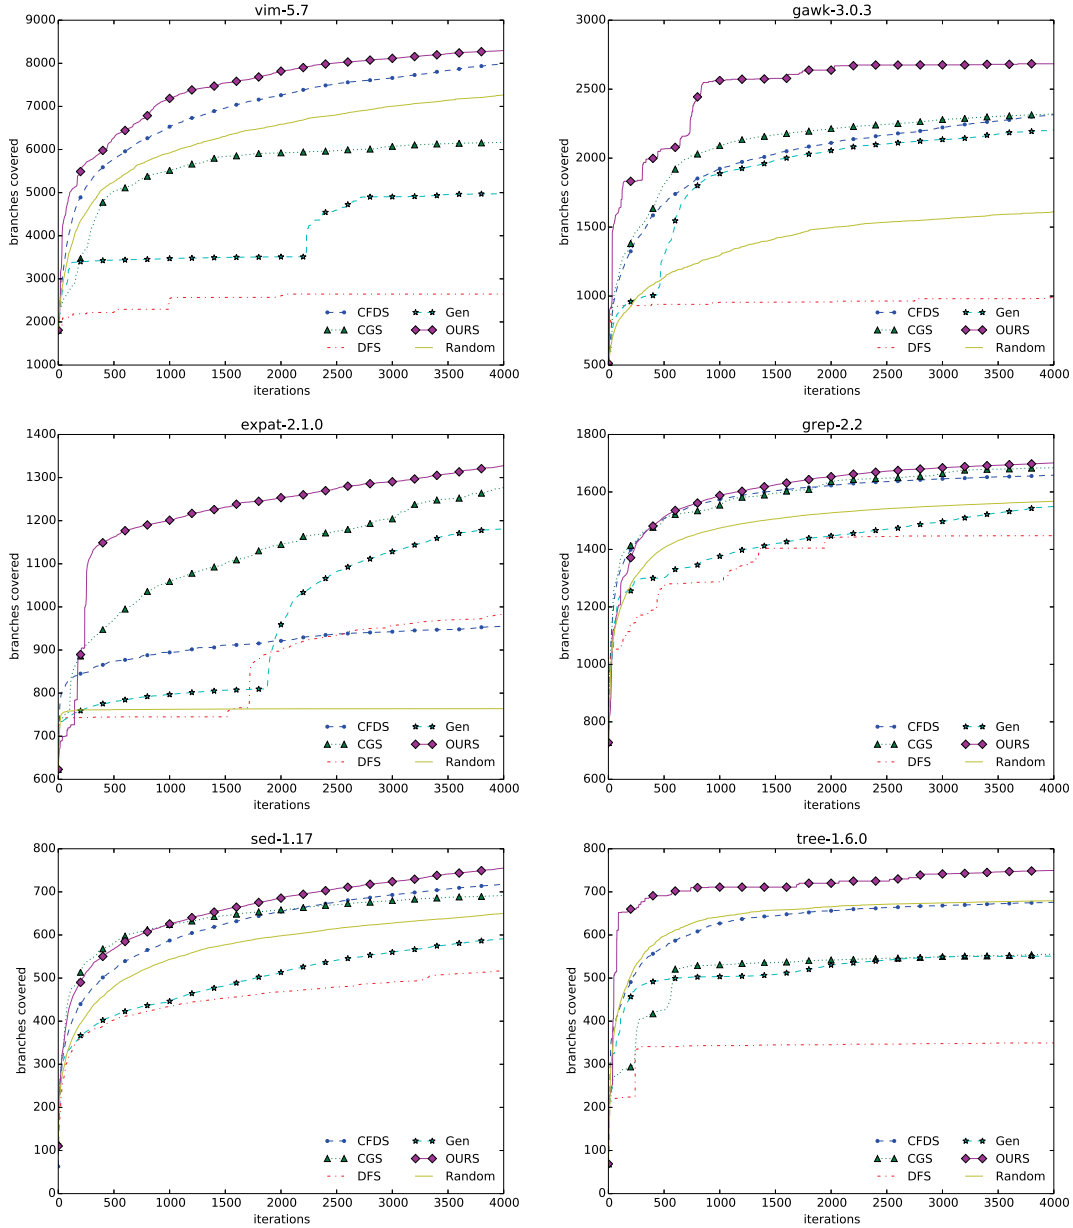 vim-5.7
9000
8000
7000
6000
5000
4000
3000
2000
1000
branches covered
CFDS
CGS
DFS
Gen
OURS
Random
0 500 1000 1500 2000 2500 3000 3500 4000
iterations
gawk-3.0.3
3000
2500
2000
1500
1000
500
branches covered
CFDS
CGS
DFS
Gen
OURS
Random
0 500 1000 1500 2000 2500 3000 3500 4000
iterations
expat-2.1.0
1400
1300
1200
1100
1000
900
800
700
600
branches covered
CFDS
CGS
DFS
Gen
OURS
Random
0 500 1000 1500 2000 2500 3000 3500 4000
iterations
grep-2.2
1800
1600
1400
1200
1000
800
600
branches covered
CFDS
CGS
DFS
Gen
OURS
Random
0 500 1000 1500 2000 2500 3000 3500 4000
iterations
sed-1.17
800
700
600
500
400
300
200
100
0
branches covered
CFDS
CGS
DFS
Gen
OURS
Random
0 500 1000 1500 2000 2500 3000 3500 4000
iterations
tree-1.6.0
800
700
600
500
400
300
200
100
0
branches covered
CFDS
CGS
DFS
Gen
OURS
Random
0 500 1000 1500 2000 2500 3000 3500 4000
iterations